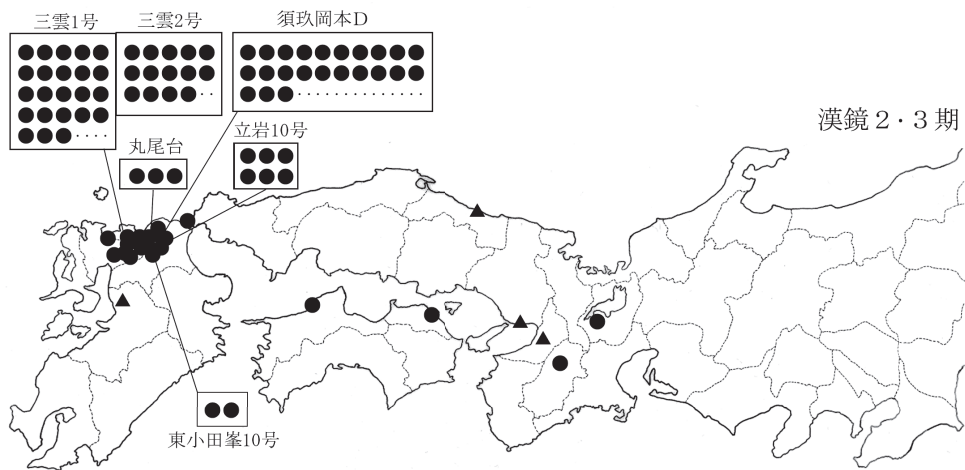 三雲1号
三雲2号
須玖岡本D
漢鏡2・3期
丸尾台
立岩10号
東小田峯10号